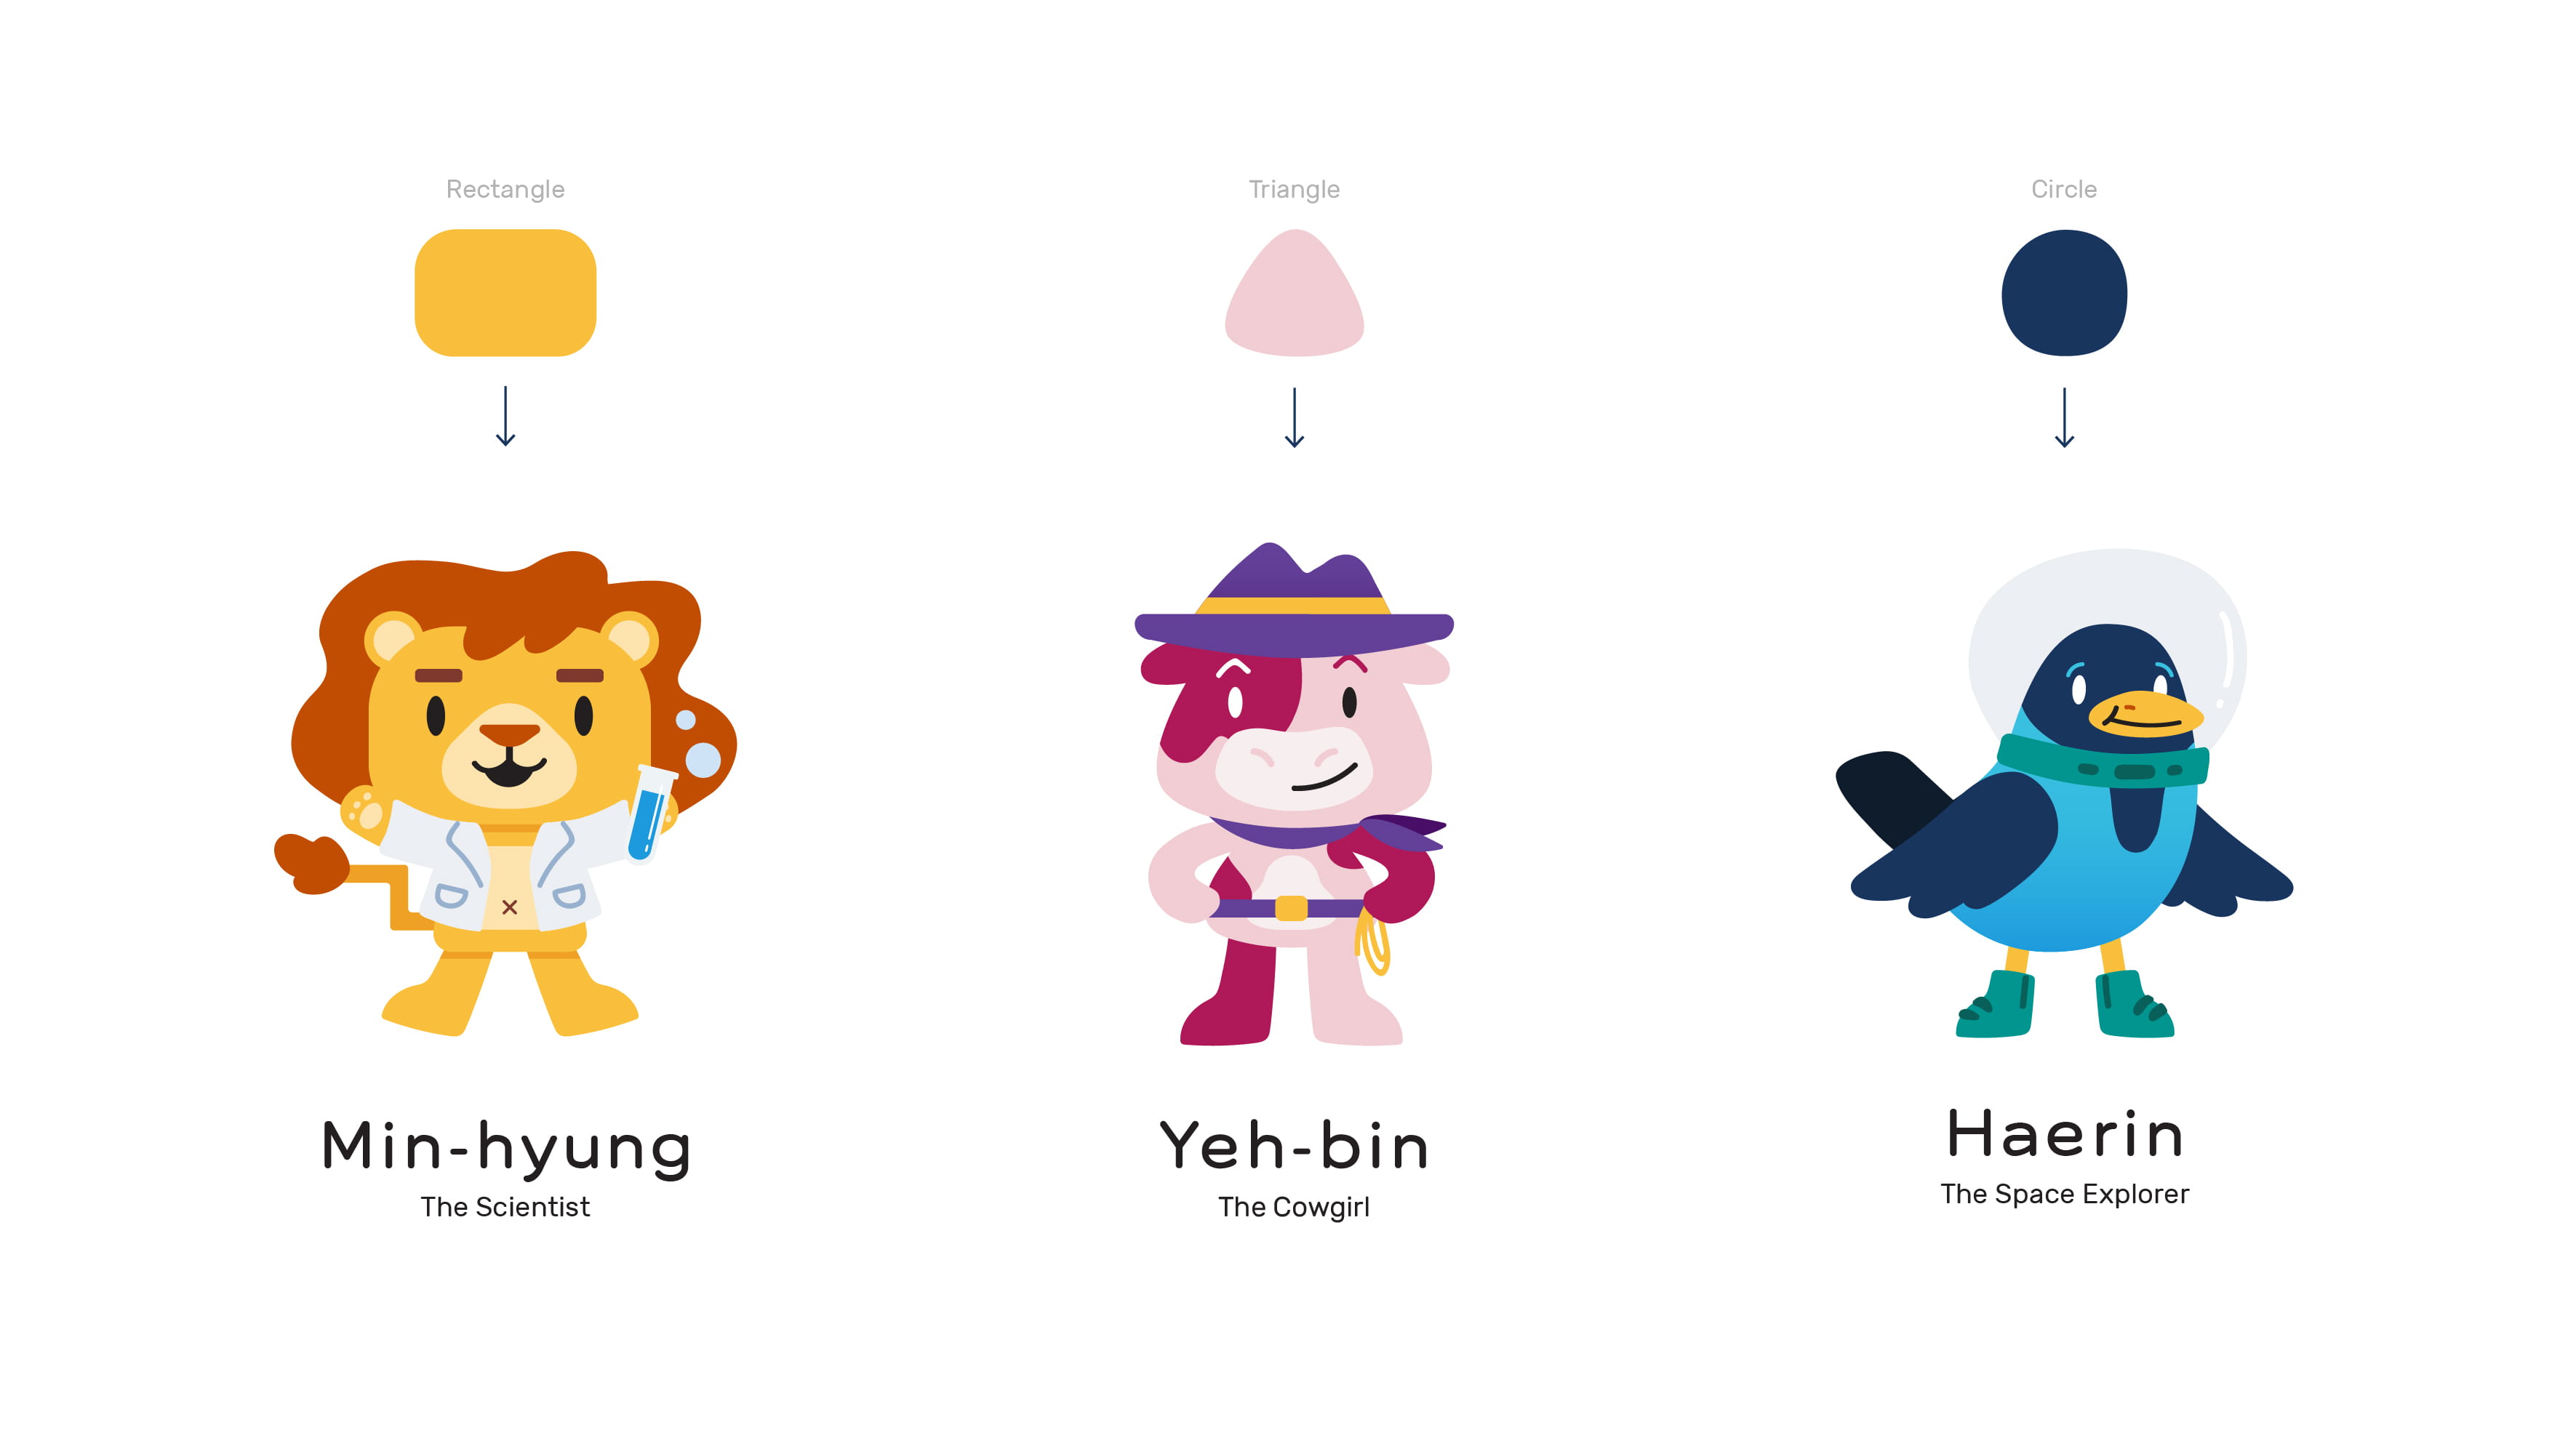 Rectangle
Triangle
Circle
Min-hyung
The Scientist
Yeh-bin
The Cowgirl
Haerin
The Space Explorer